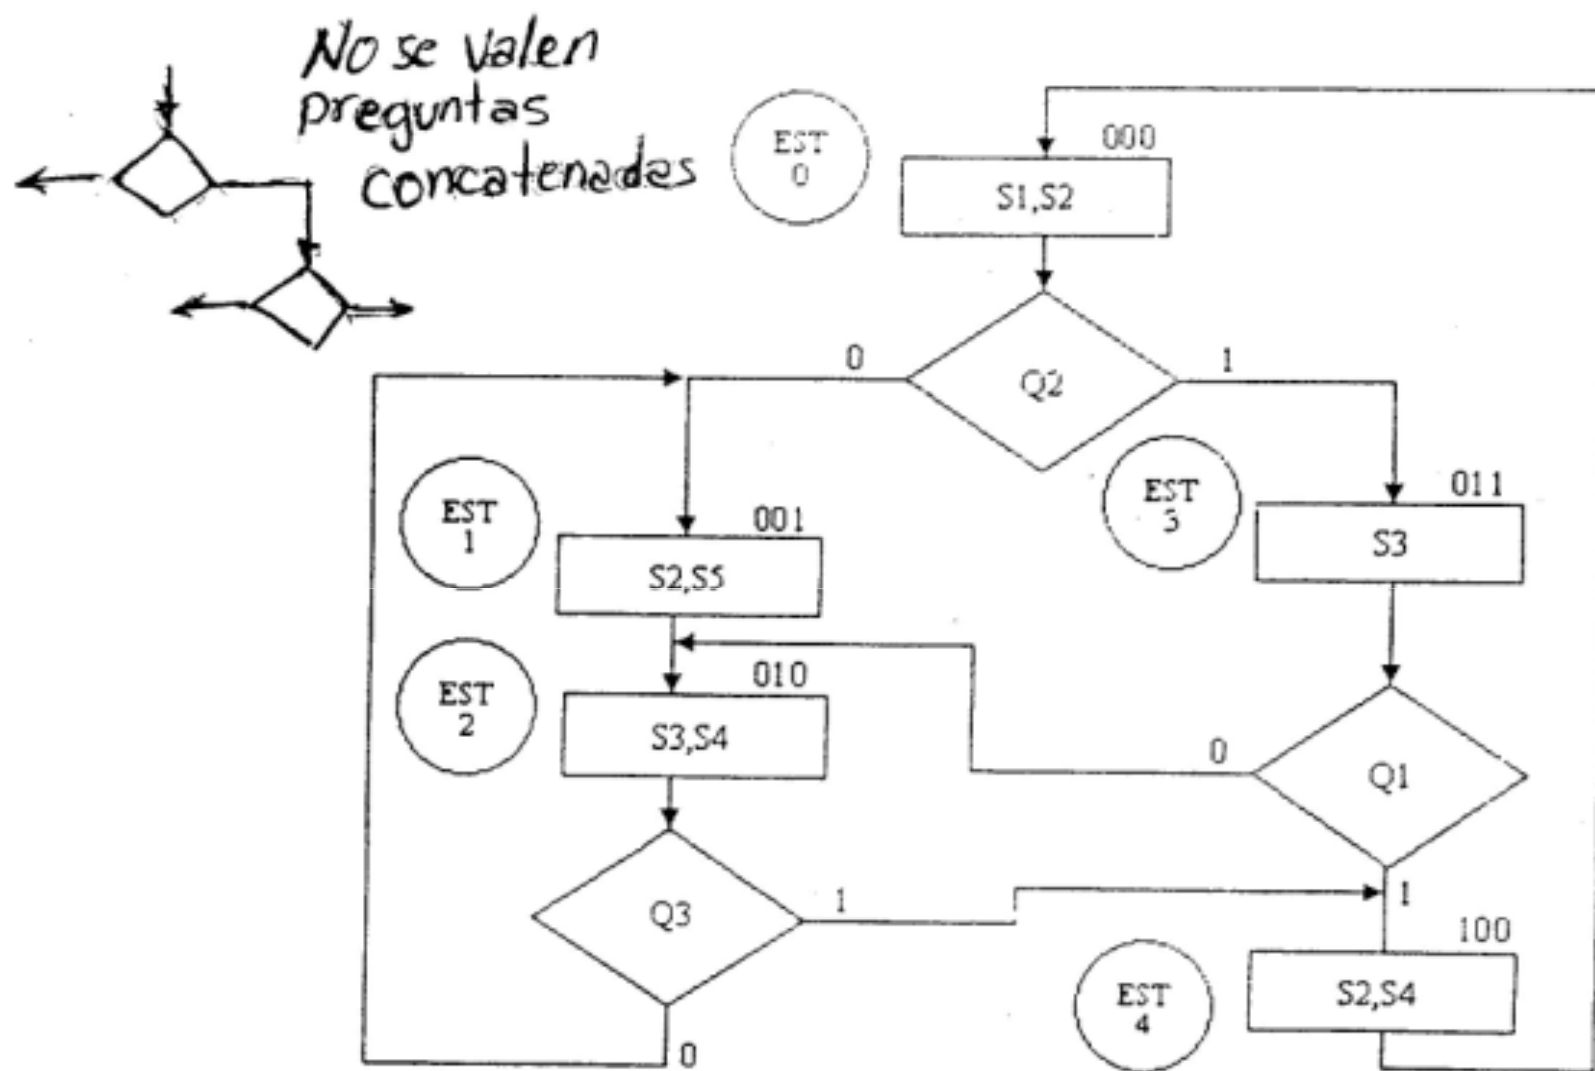 No se valen
preguntas
concatenadas
EST
0
000
S1,S2
0
Q2
1
EST
1
001
S2,S5
EST
3
011
S3
EST
2
010
S3,S4
0
Q1
1
Q3
1
0
EST
4
100
S2,S4